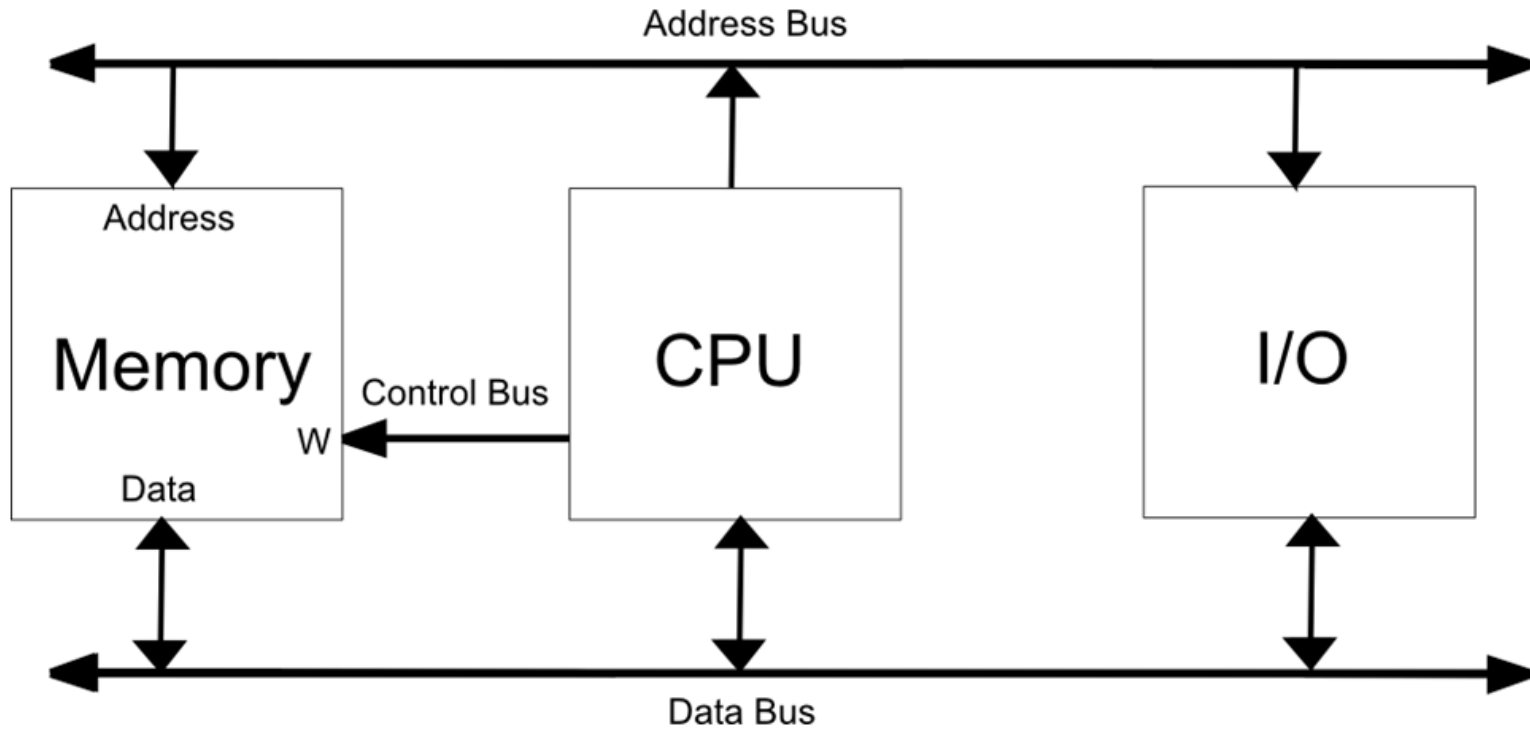 Address Bus
Address
Memory
CPU
I/O
Control Bus
W
Data
Data Bus